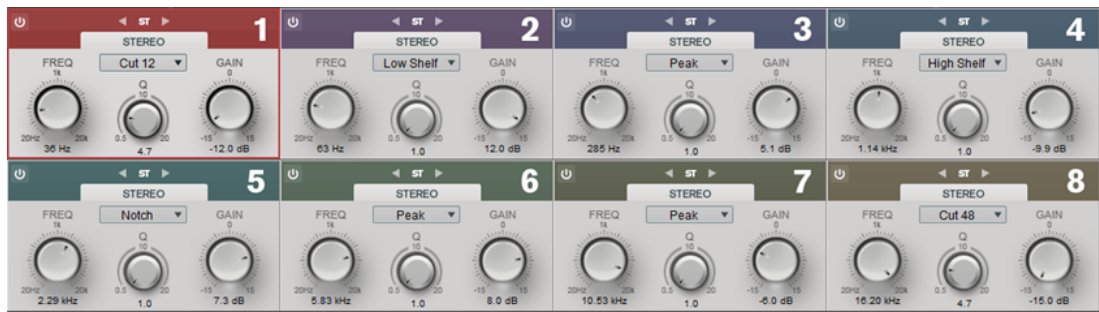 ST 1
STEREO
FREQ Cut 12 GAIN
1k Q 0
10
20Hz 20k 0.5 20 -15 15
36 Hz 4.7 -12.0 dB
ST 2
STEREO
FREQ Low Shelf GAIN
1k Q 0
10
20Hz 20k 0.5 20 -15 15
63 Hz 1.0 12.0 dB
ST 3
STEREO
FREQ Peak GAIN
1k Q 0
10
20Hz 20k 0.5 20 -15 15
285 Hz 1.0 5.1 dB
ST 4
STEREO
FREQ High Shelf GAIN
1k Q 0
10
20Hz 20k 0.5 20 -15 15
1.14 kHz 1.0 -9.9 dB
ST 5
STEREO
FREQ Notch GAIN
1k Q 0
10
20Hz 20k 0.5 20 -15 15
2.29 kHz 1.0 7.3 dB
ST 6
STEREO
FREQ Peak GAIN
1k Q 0
10
20Hz 20k 0.5 20 -15 15
5.83 kHz 1.0 8.0 dB
ST 7
STEREO
FREQ Peak GAIN
1k Q 0
10
20Hz 20k 0.5 20 -15 15
10.53 kHz 1.0 -6.0 dB
ST 8
STEREO
FREQ Cut 48 GAIN
1k Q 0
10
20Hz 20k 0.5 20 -15 15
16.20 kHz 4.7 -15.0 dB